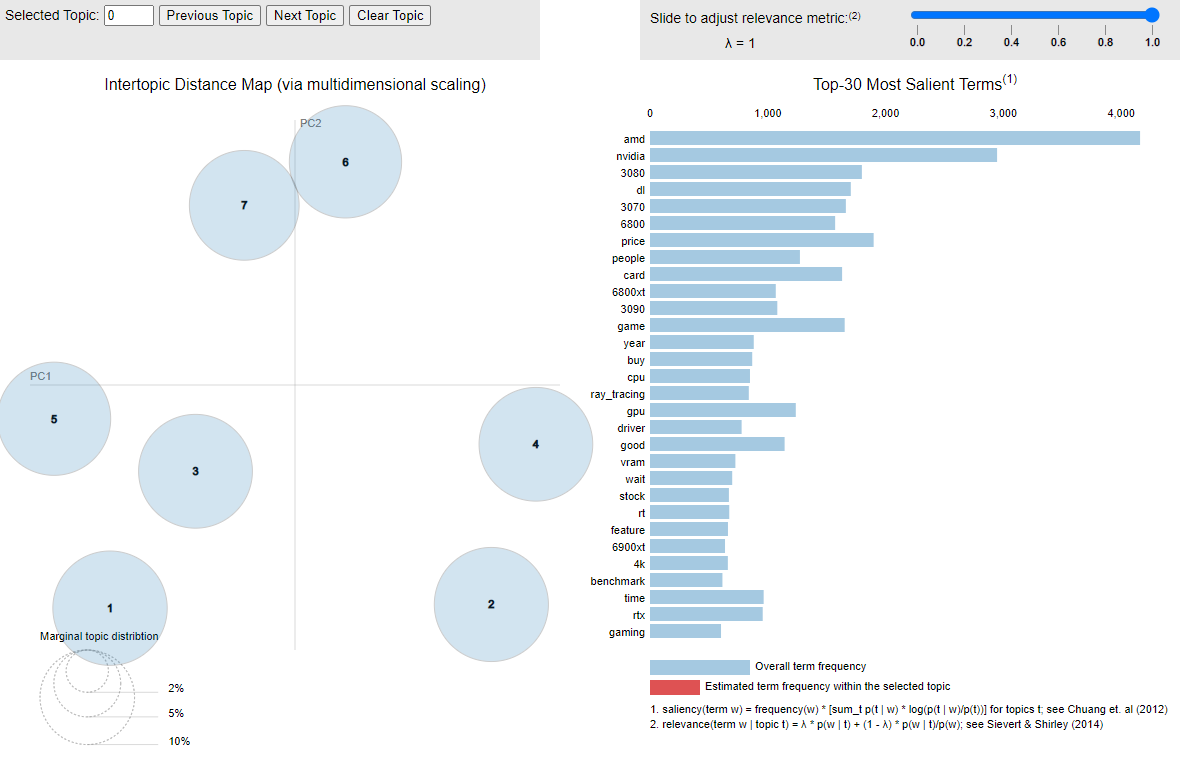 Selected Topic: 0 Previous Topic Next Topic Clear Topic
Slide to adjust relevance metric:(2)
λ = 1
0.0 0.2 0.4 0.6 0.8 1.0
Intertopic Distance Map (via multidimensional scaling)
PC2
6
7
PC1
5
4
3
1
2
Marginal topic distribtion
2%
5%
10%
Top-30 Most Salient Terms(1)
0 1,000 2,000 3,000 4,000
amd
nvidia
3080
dl
3070
6800
price
people
card
6800xt
3090
game
year
buy
cpu
ray_tracing
gpu
driver
good
vram
wait
stock
rt
feature
6900xt
4k
benchmark
time
rtx
gaming
Overall term frequency
Estimated term frequency within the selected topic
1. saliency(term w) = frequency(w) * [sum_t p(t | w) * log(p(t | w)/p(t))] for topics t; see Chuang et. al (2012)
2. relevance(term w | topic t) = λ * p(w | t) + (1 - λ) * p(w | t)/p(w); see Sievert & Shirley (2014)